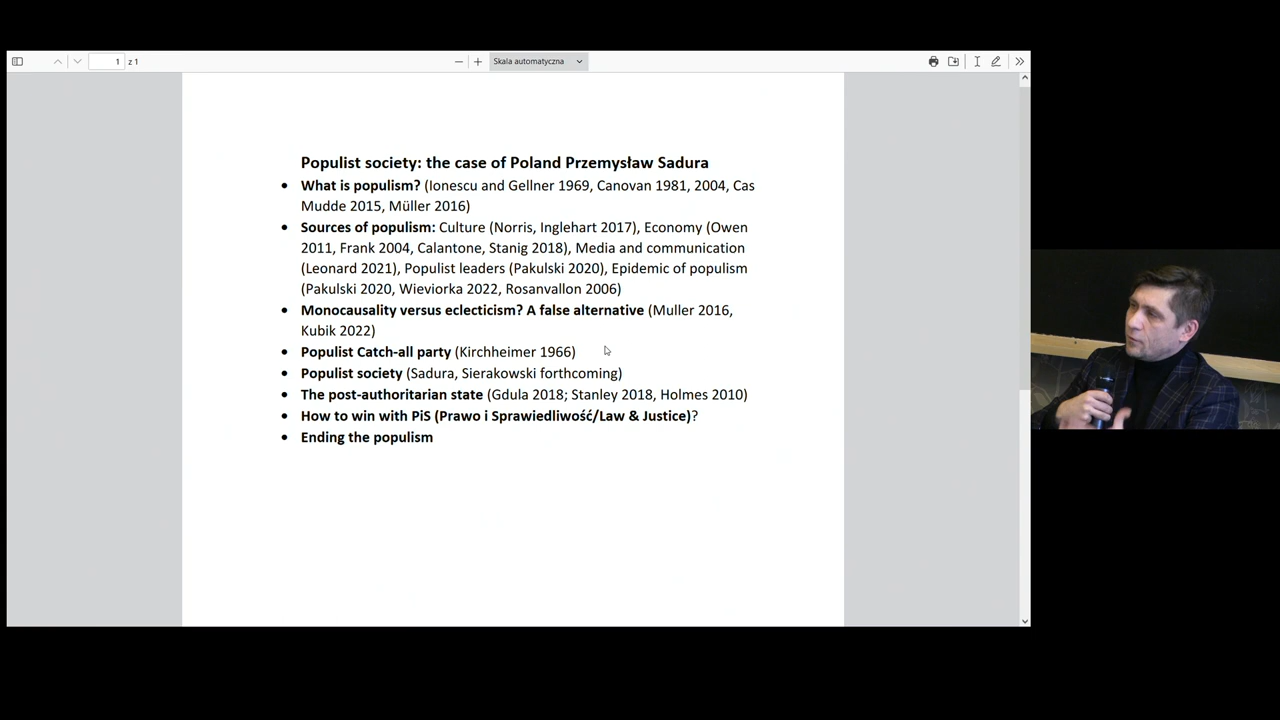 1 z 1 Skala automatyczna
Populist society: the case of Poland Przemysław Sadura
• What is populism? (Ionescu and Gellner 1969, Canovan 1981, 2004, Cas
Mudde 2015, Müller 2016)
• Sources of populism: Culture (Norris, Inglehart 2017), Economy (Owen
2011, Frank 2004, Calantone, Stanig 2018), Media and communication
(Leonard 2021), Populist leaders (Pakulski 2020), Epidemic of populism
(Pakulski 2020, Wieviorka 2022, Rosanvallon 2006)
• Monocausality versus eclecticism? A false alternative (Muller 2016,
Kubik 2022)
• Populist Catch-all party (Kirchheimer 1966)
• Populist society (Sadura, Sierakowski forthcoming)
• The post-authoritarian state (Gdula 2018; Stanley 2018, Holmes 2010)
• How to win with PiS (Prawo i Sprawiedliwość/Law & Justice)?
• Ending the populism